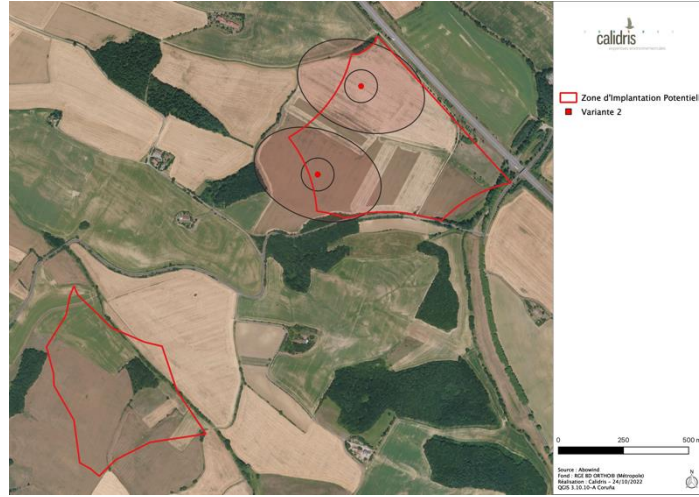 calidris
Zone d'Implantation Potentiel
Variante 2
0 250 500 m
Source : Abowind
Fond : RGE BD ORTHO® (Métropole)
Réalisation : Calidris - 24/10/2022
QGIS 3.10.10-A Coruña
N